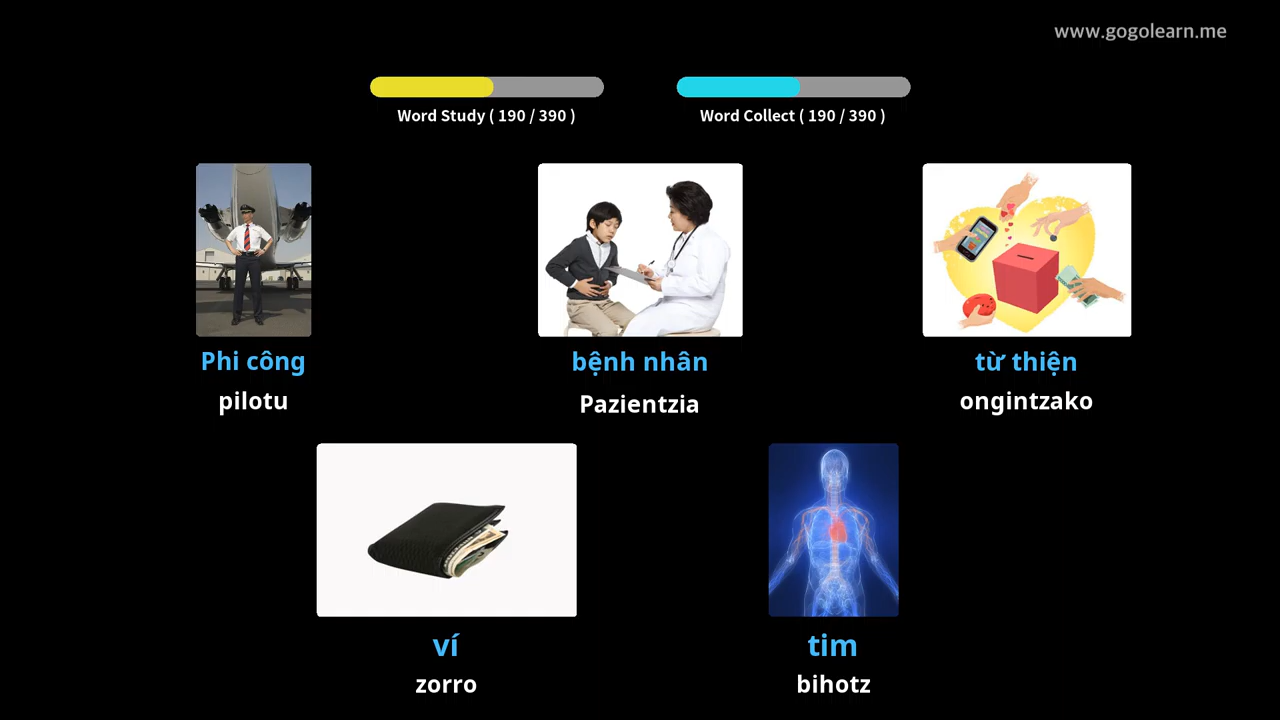 www.gogolearn.me
Word Study ( 190 / 390 )
Word Collect ( 190 / 390 )
Phi công
pilotu
bệnh nhân
Pazientzia
từ thiện
ongintzako
ví
zorro
tim
bihotz